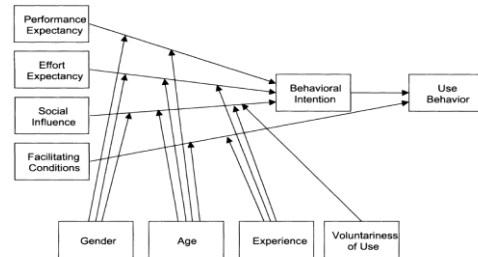 Performance
Expectancy
Effort
Expectancy
Social
Influence
Facilitating
Conditions
Behavioral
Intention
Use
Behavior
Gender
Age
Experience
Voluntariness
of Use